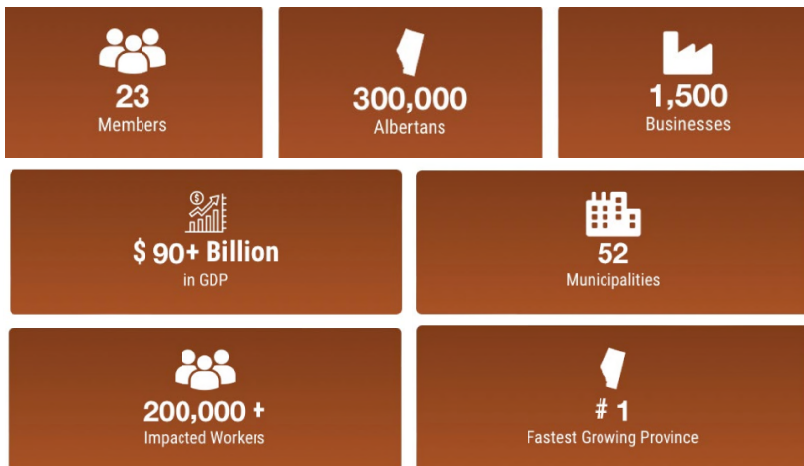 23
Members
300,000
Albertans
1,500
Businesses
$ 90+ Billion
in GDP
52
Municipalities
200,000 +
Impacted Workers
# 1
Fastest Growing Province